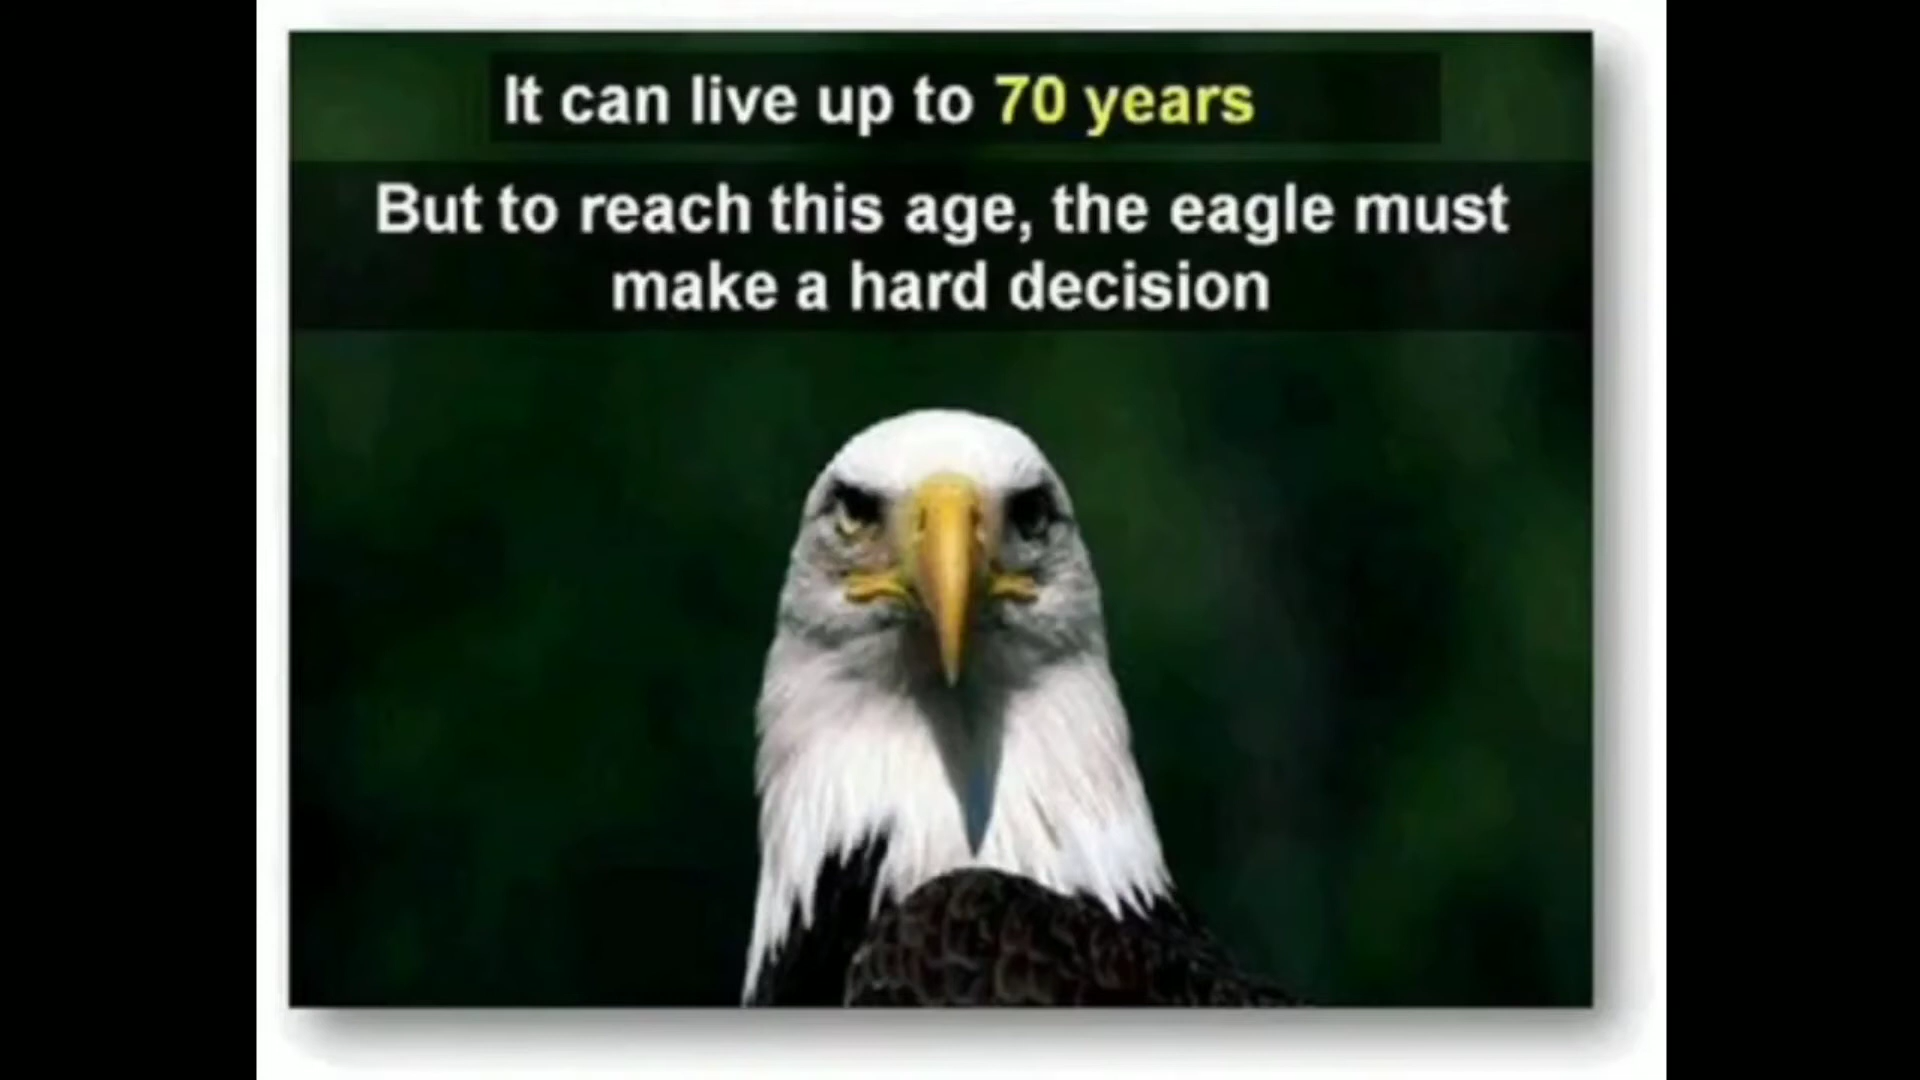 It can live up to 70 years
But to reach this age, the eagle must
make a hard decision